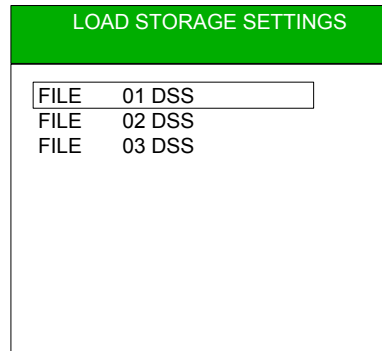 LOAD STORAGE SETTINGS
FILE 01 DSS
FILE 02 DSS
FILE 03 DSS